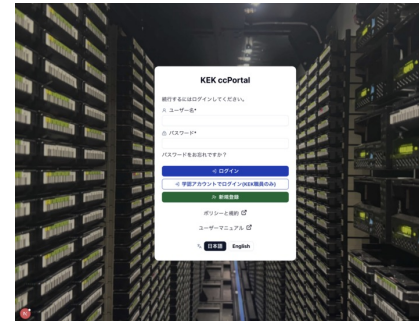 KEK ccPortal
続行するにはログインしてください。
ユーザー名*
パスワード*
パスワードをお忘れですか？
ログイン
学認アカウントでログイン(KEK職員のみ)
新規登録
ポリシーと規約
ユーザーマニュアル
日本語 English